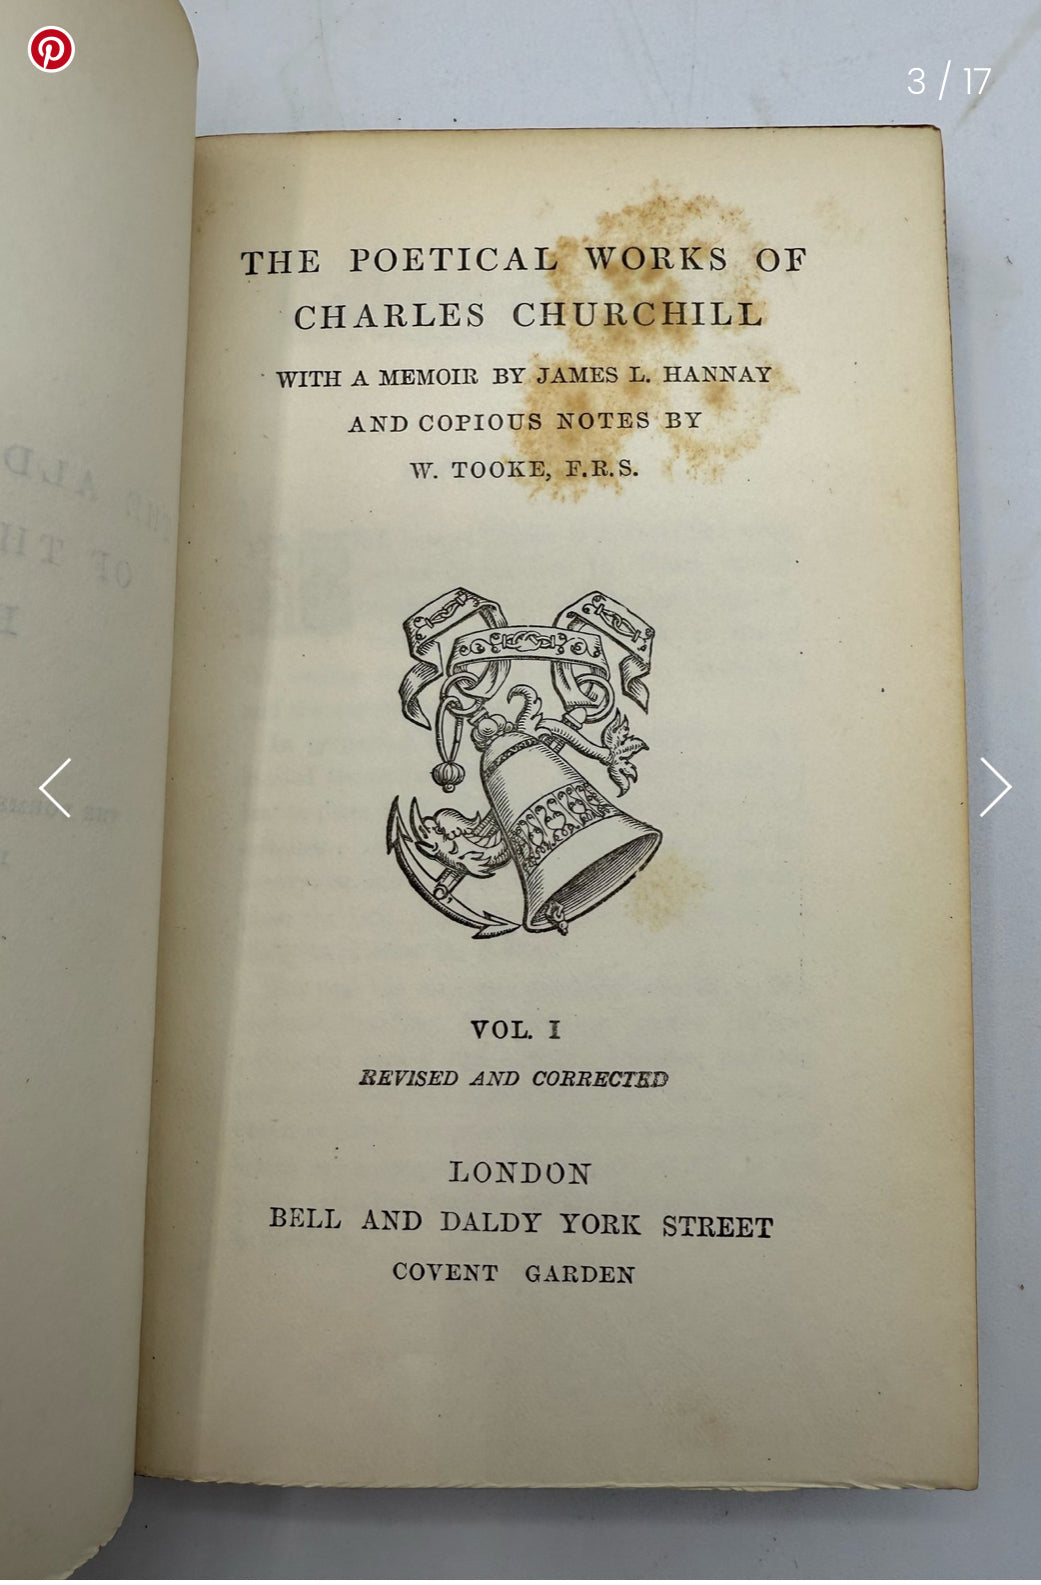 3 / 17
THE POETICAL WORKS OF
CHARLES CHURCHILL
WITH A MEMOIR BY JAMES L. HANNAY
AND COPIOUS NOTES BY
W. TOOKE, F.R.S.
VOL. I
REVISED AND CORRECTED
LONDON
BELL AND DALDY YORK STREET
COVENT GARDEN